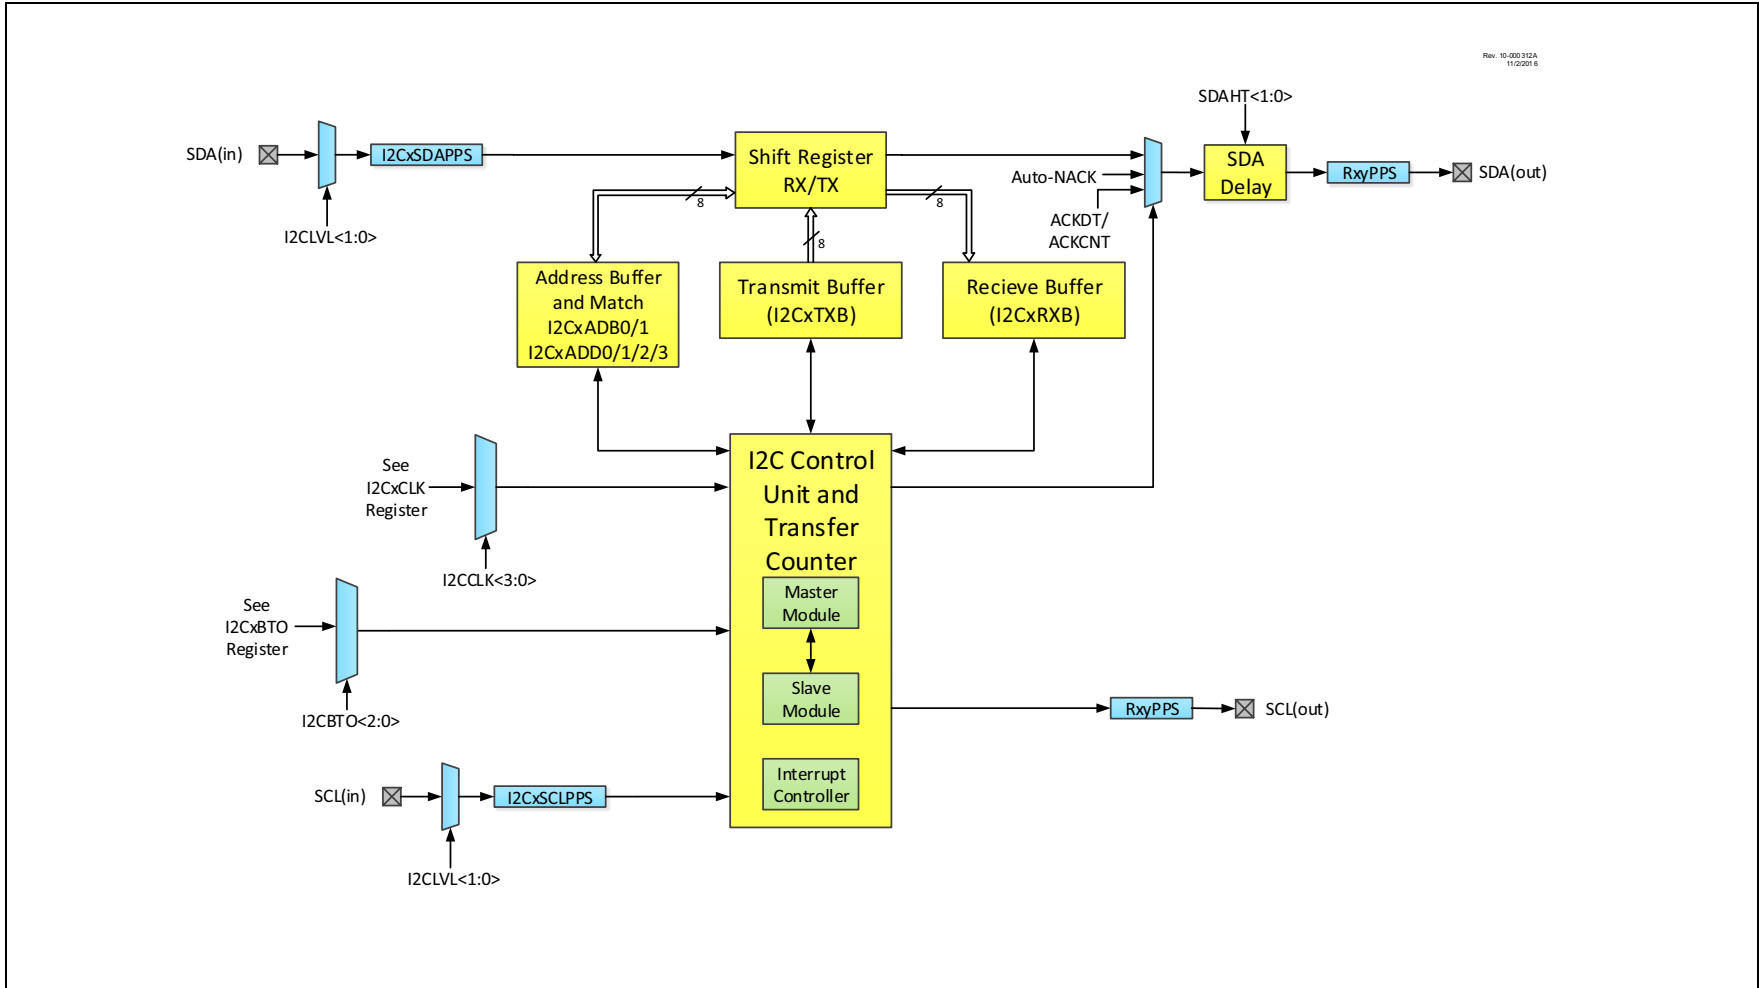 Rev. 10-000312A
11/2/2016
SDAHT<1:0>
SDA(in)
I2CxSDAPPS
Shift Register
RX/TX
Auto-NACK
ACKDT/
ACKCNT
SDA
Delay
RxyPPS
SDA(out)
I2CLVL<1:0>
8
8
8
Address Buffer
and Match
I2CxADB0/1
I2CxADD0/1/2/3
Transmit Buffer
(I2CxTXB)
Recieve Buffer
(I2CxRXB)
See
I2CxCLK
Register
I2CCLK<3:0>
I2C Control
Unit and
Transfer
Counter
Master
Module
Slave
Module
Interrupt
Controller
See
I2CxBTO
Register
I2CBTO<2:0>
RxyPPS
SCL(out)
SCL(in)
I2CxSCLPPS
I2CLVL<1:0>